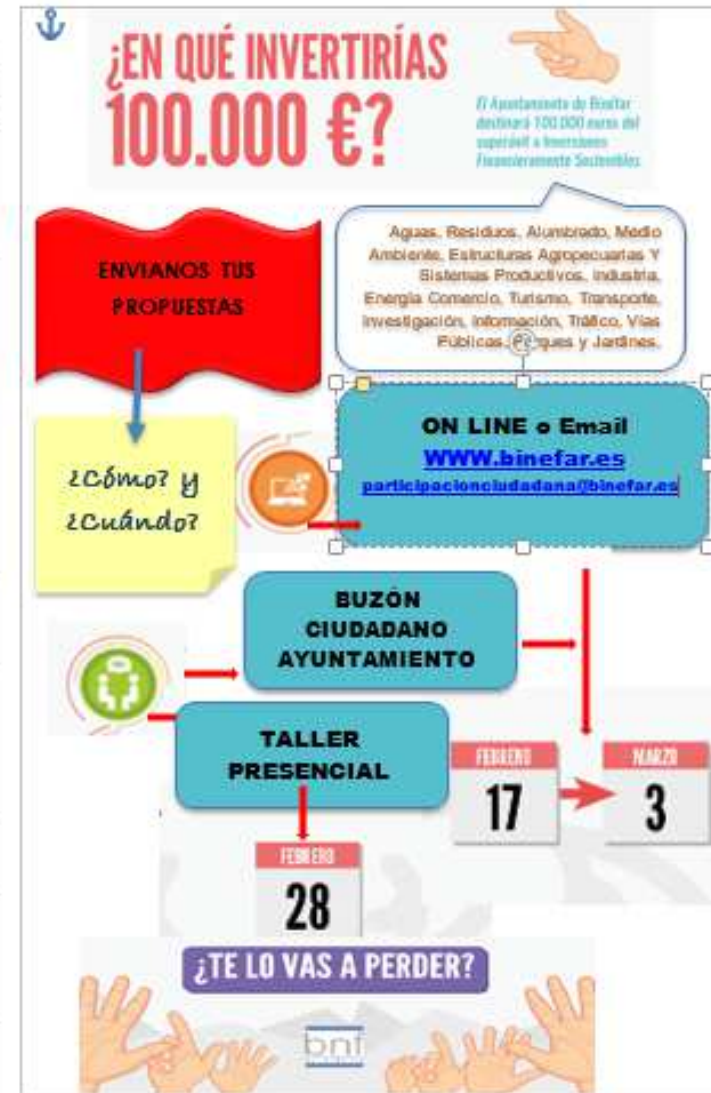 ¿EN QUÉ INVERTIRÍAS
100.000 €?
El Ayuntamiento de Binéfar
destinará 100.000 euros del
superávit a Inversiones
Financieramente Sostenibles
Aguas, Residuos, Alumbrado, Medio
Ambiente, Estructuras Agropecuarias Y
Sistemas Productivos, Industria,
Energía Comercio, Turismo, Transporte,
Investigación, Información, Tráfico, Vías
Públicas, Parques y Jardines.
ENVIANOS TUS
PROPUESTAS
¿Cómo? y
¿Cuándo?
ON LINE o Email
WWW.binefar.es
participacionciudadana@binefar.es
BUZÓN
CIUDADANO
AYUNTAMIENTO
TALLER
PRESENCIAL
FEBRERO
17
MARZO
3
FEBRERO
28
¿TE LO VAS A PERDER?
bnf